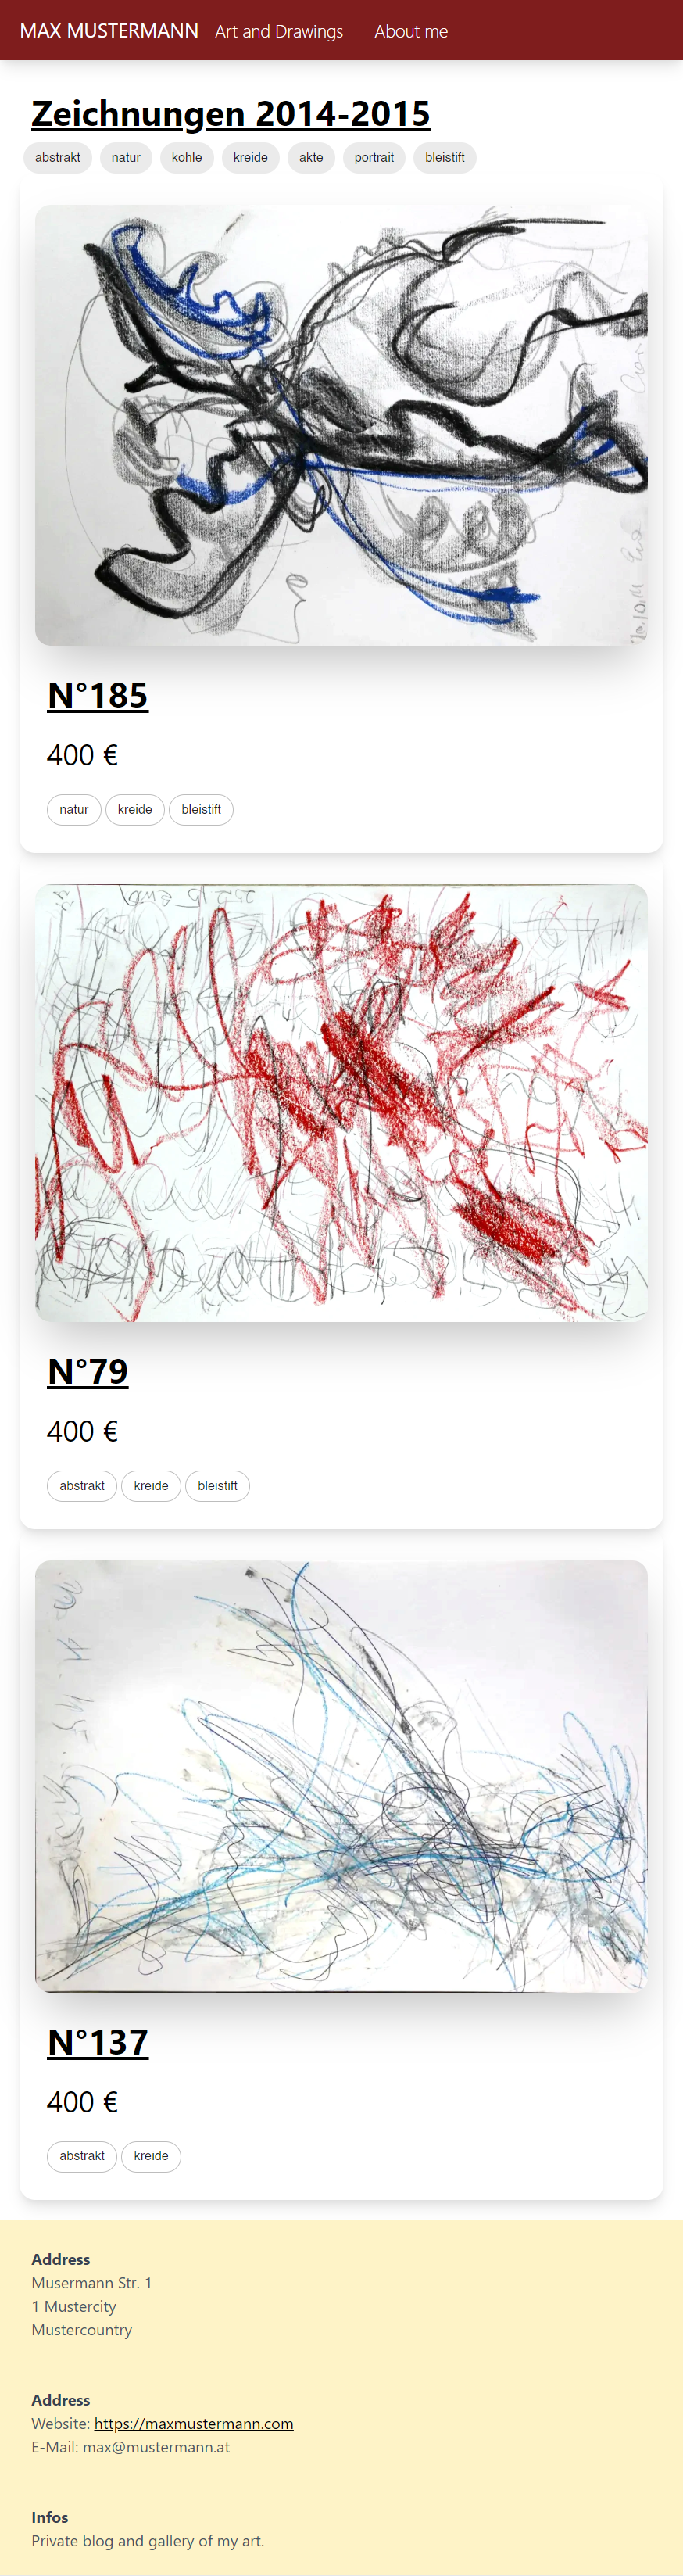 MAX MUSTERMANN Art and Drawings About me
Zeichnungen 2014-2015
abstrakt natur kohle kreide akte portrait bleistift
N°185
400 €
natur kreide bleistift
N°79
400 €
abstrakt kreide bleistift
N°137
400 €
abstrakt kreide
Address
Musermann Str. 1
1 Mustercity
Mustercountry
Address
Website: https://maxmustermann.com
E-Mail: max@mustermann.at
Infos
Private blog and gallery of my art.